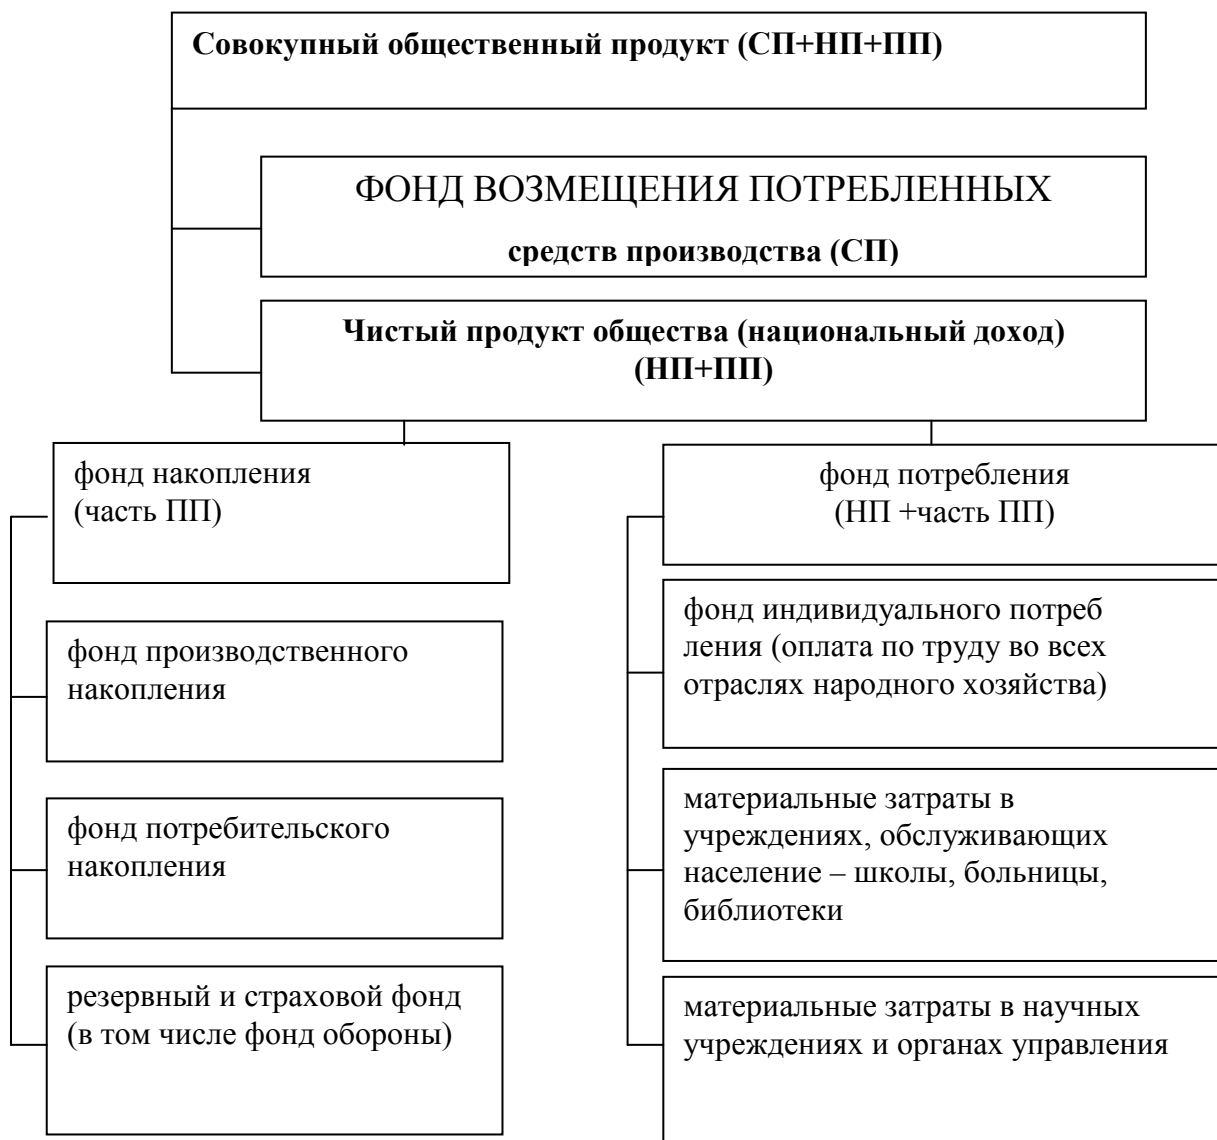 Совокупный общественный продукт (СП+НП+ПП)
ФОНД ВОЗМЕЩЕНИЯ ПОТРЕБЛЕННЫХ
средств производства (СП)
Чистый продукт общества (национальный доход)
(НП+ПП)
фонд накопления
(часть ПП)
фонд производственного
накопления
фонд потребительского
накопления
резервный и страховой фонд
(в том числе фонд обороны)
фонд потребления
(НП +часть ПП)
фонд индивидуального потреб
ления (оплата по труду во всех
отраслях народного хозяйства)
материальные затраты в
учреждениях, обслуживающих
население – школы, больницы,
библиотеки
материальные затраты в научных
учреждениях и органах управления